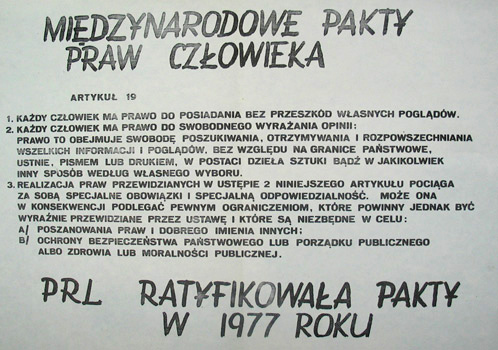 MIĘDZYNARODOWE PAKTY
PRAW CZŁOWIEKA
ARTYKUŁ 19
1. KAŻDY CZŁOWIEK MA PRAWO DO POSIADANIA BEZ PRZESZKÓD WŁASNYCH POGLĄDÓW.
2. KAŻDY CZŁOWIEK MA PRAWO DO SWOBODNEGO WYRAŻANIA OPINII:
PRAWO TO OBEJMUJE SWOBODĘ POSZUKIWANIA, OTRZYMYWANIA I ROZPOWSZECHNIANIA
WSZELKICH INFORMACJI I POGLĄDÓW. BEZ WZGLĘDU NA GRANICE PAŃSTWOWE,
USTNIE, PISMEM LUB DRUKIEM, W POSTACI DZIEŁA SZTUKI BĄDŹ W JAKIKOLWIEK
INNY SPOSÓB WEDŁUG WŁASNEGO WYBORU.
3. REALIZACJA PRAW PRZEWIDZIANYCH W USTĘPIE 2 NINIEJSZEGO ARTYKUŁU POCIĄGA
ZA SOBĄ SPECJALNE OBOWIĄZKI I SPECJALNĄ ODPOWIEDZIALNOŚĆ. MOŻE ONA
W KONSEKWENCJI PODLEGAĆ PEWNYM OGRANICZENIOM, KTÓRE POWINNY JEDNAK BYĆ
WYRAŹNIE PRZEWIDZIANE PRZEZ USTAWĘ I KTÓRE SĄ NIEZBĘDNE W CELU:
A/ POSZANOWANIA PRAW I DOBREGO IMIENIA INNYCH;
B/ OCHRONY BEZPIECZEŃSTWA PAŃSTWOWEGO LUB PORZĄDKU PUBLICZNEGO
ALBO ZDROWIA LUB MORALNOŚCI PUBLICZNEJ.
PRL RATYFIKOWAŁA PAKTY
W 1977 ROKU